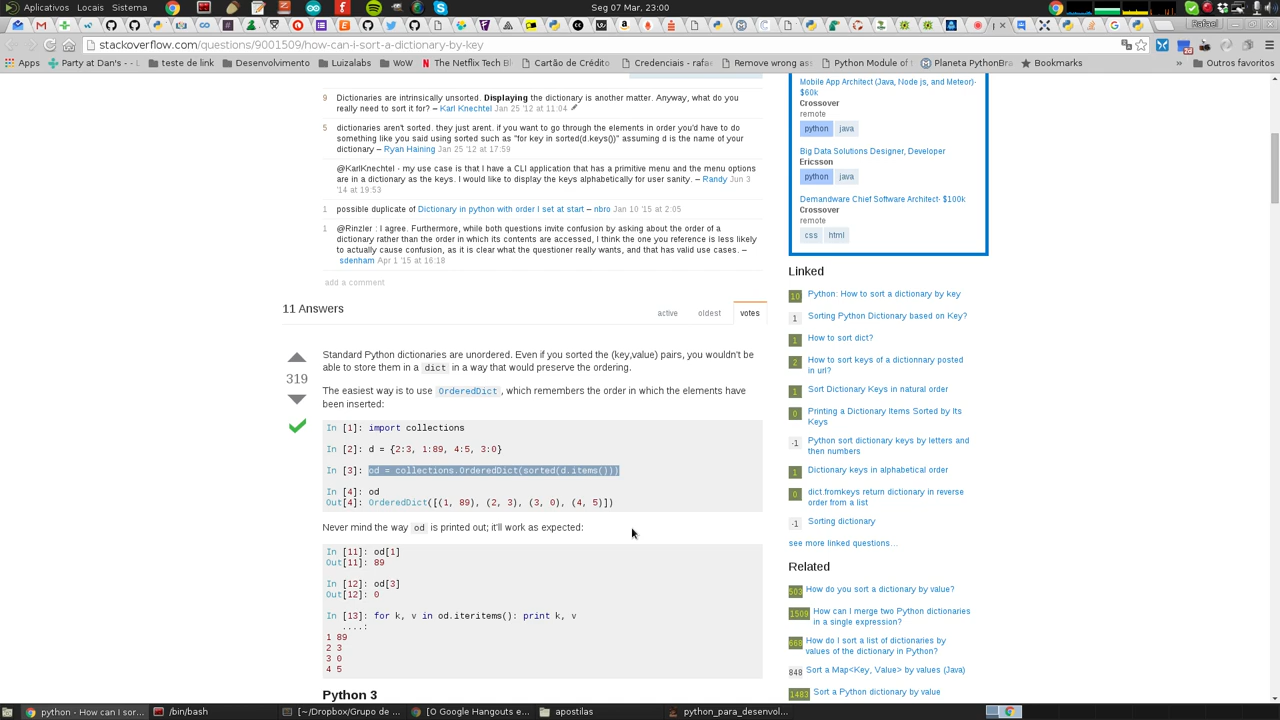 Aplicativos Locais Sistema
Seg 07 Mar, 23:00
Rafael
stackoverflow.com/questions/9001509/how-can-i-sort-a-dictionary-by-key
Apps
Party at Dan's - -
teste de link
Desenvolvimento
Luizalabs
WoW
The Netflix Tech Bl
Cartão de Crédito
Credenciais - rafae
Remove wrong ass
Python Module of t
Planeta PythonBra
Bookmarks
»
Outros favoritos
9 Dictionaries are intrinsically unsorted. Displaying the dictionary is another matter. Anyway, what do you
really need to sort it for? – Karl Knechtel Jan 25 '12 at 11:04
5 dictionaries aren't sorted. they just arent. if you want to go through the elements in order you'd have to do
something like you said using sorted such as "for key in sorted(d.keys())" assuming d is the name of your
dictionary – Ryan Haining Jan 25 '12 at 17:59
@KarlKnechtel - my use case is that I have a CLI application that has a primitive menu and the menu options
are in a dictionary as the keys. I would like to display the keys alphabetically for user sanity. – Randy Jun 3
'14 at 19:53
1 possible duplicate of Dictionary in python with order I set at start – nbro Jan 10 '15 at 2:05
1 @Rinzler : I agree. Furthermore, while both questions invite confusion by asking about the order of a
dictionary rather than the order in which its contents are accessed, I think the one you reference is less likely
to actually cause confusion, as it is clear what the questioner really wants, and that has valid use cases. –
sdenham Apr 1 '15 at 16:18
add a comment
11 Answers
active oldest votes
319
Standard Python dictionaries are unordered. Even if you sorted the (key,value) pairs, you wouldn't be
able to store them in a dict in a way that would preserve the ordering.
The easiest way is to use OrderedDict, which remembers the order in which the elements have
been inserted:
In [1]: import collections
In [2]: d = {2:3, 1:89, 4:5, 3:0}
In [3]: od = collections.OrderedDict(sorted(d.items()))
In [4]: od
Out[4]: OrderedDict([(1, 89), (2, 3), (3, 0), (4, 5)])
Never mind the way od is printed out; it'll work as expected:
In [11]: od[1]
Out[11]: 89
In [12]: od[3]
Out[12]: 0
In [13]: for k, v in od.iteritems(): print k, v
....:
1 89
2 3
3 0
4 5
Python 3
Mobile App Architect (Java, Node js, and Meteor)-
$60k
Crossover
remote
python java
Big Data Solutions Designer, Developer
Ericsson
python java
Demandware Chief Software Architect- $100k
Crossover
remote
css html
Linked
10 Python: How to sort a dictionary by key
1 Sorting Python Dictionary based on Key?
1 How to sort dict?
2 How to sort keys of a dictionnary posted
in url?
1 Sort Dictionary Keys in natural order
0 Printing a Dictionary Items Sorted by Its
Keys
-1 Python sort dictionary keys by letters and
then numbers
1 Dictionary keys in alphabetical order
0 dict.fromkeys return dictionary in reverse
order from a list
-1 Sorting dictionary
see more linked questions…
Related
503 How do you sort a dictionary by value?
1509 How can I merge two Python dictionaries
in a single expression?
668 How do I sort a list of dictionaries by
values of the dictionary in Python?
848 Sort a Map<Key, Value> by values (Java)
1483 Sort a Python dictionary by value
python - How can I sor...
/bin/bash
[~/Dropbox/Grupo de ...
[O Google Hangouts e...
apostilas
python_para_desenvol...